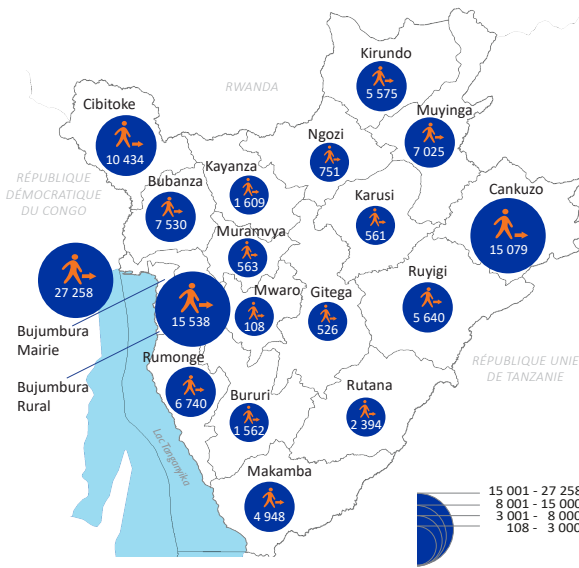 Kirundo
5 575
RWANDA
Cibitoke
10 434
Muyinga
7 025
Ngozi
751
RÉPUBLIQUE
DÉMOCRATIQUE
DU CONGO
Kayanza
1 609
Bubanza
7 530
Karusi
561
Cankuzo
15 079
Muramvya
563
27 258
Ruyigi
5 640
Mwaro
108
Gitega
526
15 538
Bujumbura
Mairie
RÉPUBLIQUE UNIE
DE TANZANIE
Rumonge
6 740
Bujumbura
Rural
Bururi
1 562
Rutana
2 394
Lac Tanganyika
Makamba
4 948
15 001 - 27 258
8 001 - 15 000
3 001 - 8 000
108 - 3 000